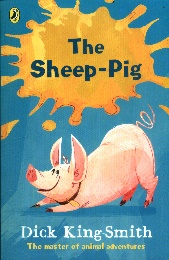 The
Sheep-Pig
Dick King-Smith
The master of animal adventures